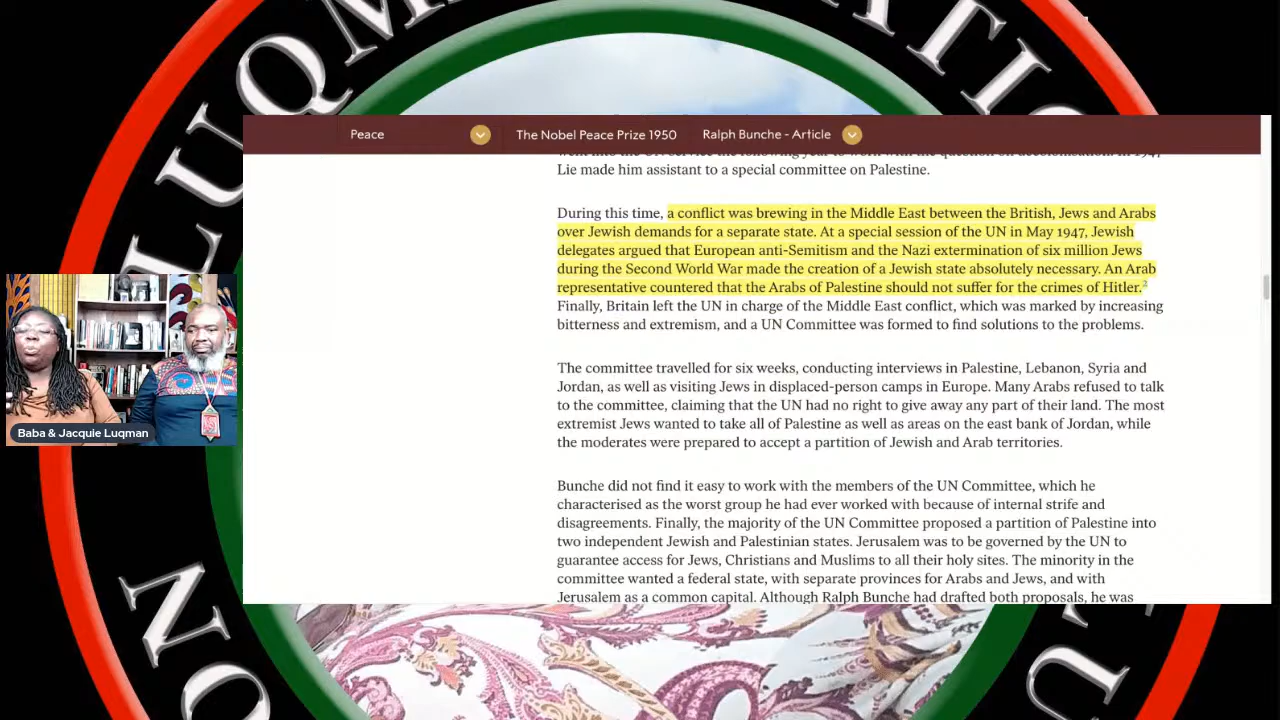 LUQM
Peace
The Nobel Peace Prize 1950
Ralph Bunche - Article
Lie made him assistant to a special committee on Palestine.
During this time, a conflict was brewing in the Middle East between the British, Jews and Arabs
over Jewish demands for a separate state. At a special session of the UN in May 1947, Jewish
delegates argued that European anti-Semitism and the Nazi extermination of six million Jews
during the Second World War made the creation of a Jewish state absolutely necessary. An Arab
representative countered that the Arabs of Palestine should not suffer for the crimes of Hitler.²
Finally, Britain left the UN in charge of the Middle East conflict, which was marked by increasing
bitterness and extremism, and a UN Committee was formed to find solutions to the problems.
The committee travelled for six weeks, conducting interviews in Palestine, Lebanon, Syria and
Jordan, as well as visiting Jews in displaced-person camps in Europe. Many Arabs refused to talk
to the committee, claiming that the UN had no right to give away any part of their land. The most
extremist Jews wanted to take all of Palestine as well as areas on the east bank of Jordan, while
the moderates were prepared to accept a partition of Jewish and Arab territories.
Bunche did not find it easy to work with the members of the UN Committee, which he
characterised as the worst group he had ever worked with because of internal strife and
disagreements. Finally, the majority of the UN Committee proposed a partition of Palestine into
two independent Jewish and Palestinian states. Jerusalem was to be governed by the UN to
guarantee access for Jews, Christians and Muslims to all their holy sites. The minority in the
committee wanted a federal state, with separate provinces for Arabs and Jews, and with
Jerusalem as a common capital. Although Ralph Bunche had drafted both proposals, he was
Baba & Jacquie Luqman